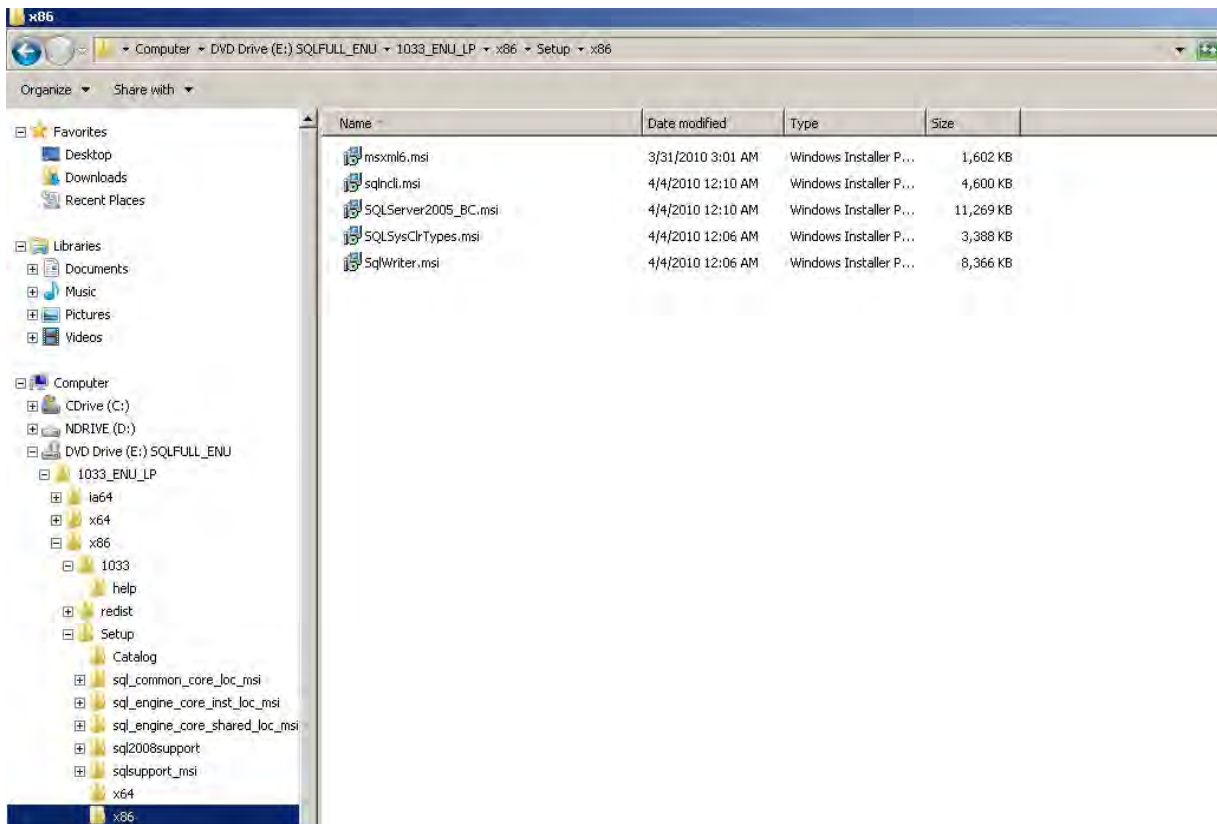 x86
Computer DVD Drive (E:) SQLFULL_ENU 1033_ENU_LP x86 Setup x86
Organize Share with
Name Date modified Type Size
msxml6.msi 3/31/2010 3:01 AM Windows Installer P... 1,602 KB
sqlncli.msi 4/4/2010 12:10 AM Windows Installer P... 4,600 KB
SQLServer2005_BC.msi 4/4/2010 12:10 AM Windows Installer P... 11,269 KB
SQLSysClrTypes.msi 4/4/2010 12:06 AM Windows Installer P... 3,388 KB
SqlWriter.msi 4/4/2010 12:06 AM Windows Installer P... 8,366 KB
Favorites
Desktop
Downloads
Recent Places
Libraries
Documents
Music
Pictures
Videos
Computer
CDrive (C:)
NDRIVE (D:)
DVD Drive (E:) SQLFULL_ENU
1033_ENU_LP
ia64
x64
x86
1033
help
redist
Setup
Catalog
sql_common_core_loc_msi
sql_engine_core_inst_loc_msi
sql_engine_core_shared_loc_msi
sql2008support
sqlsupport_msi
x64
x86